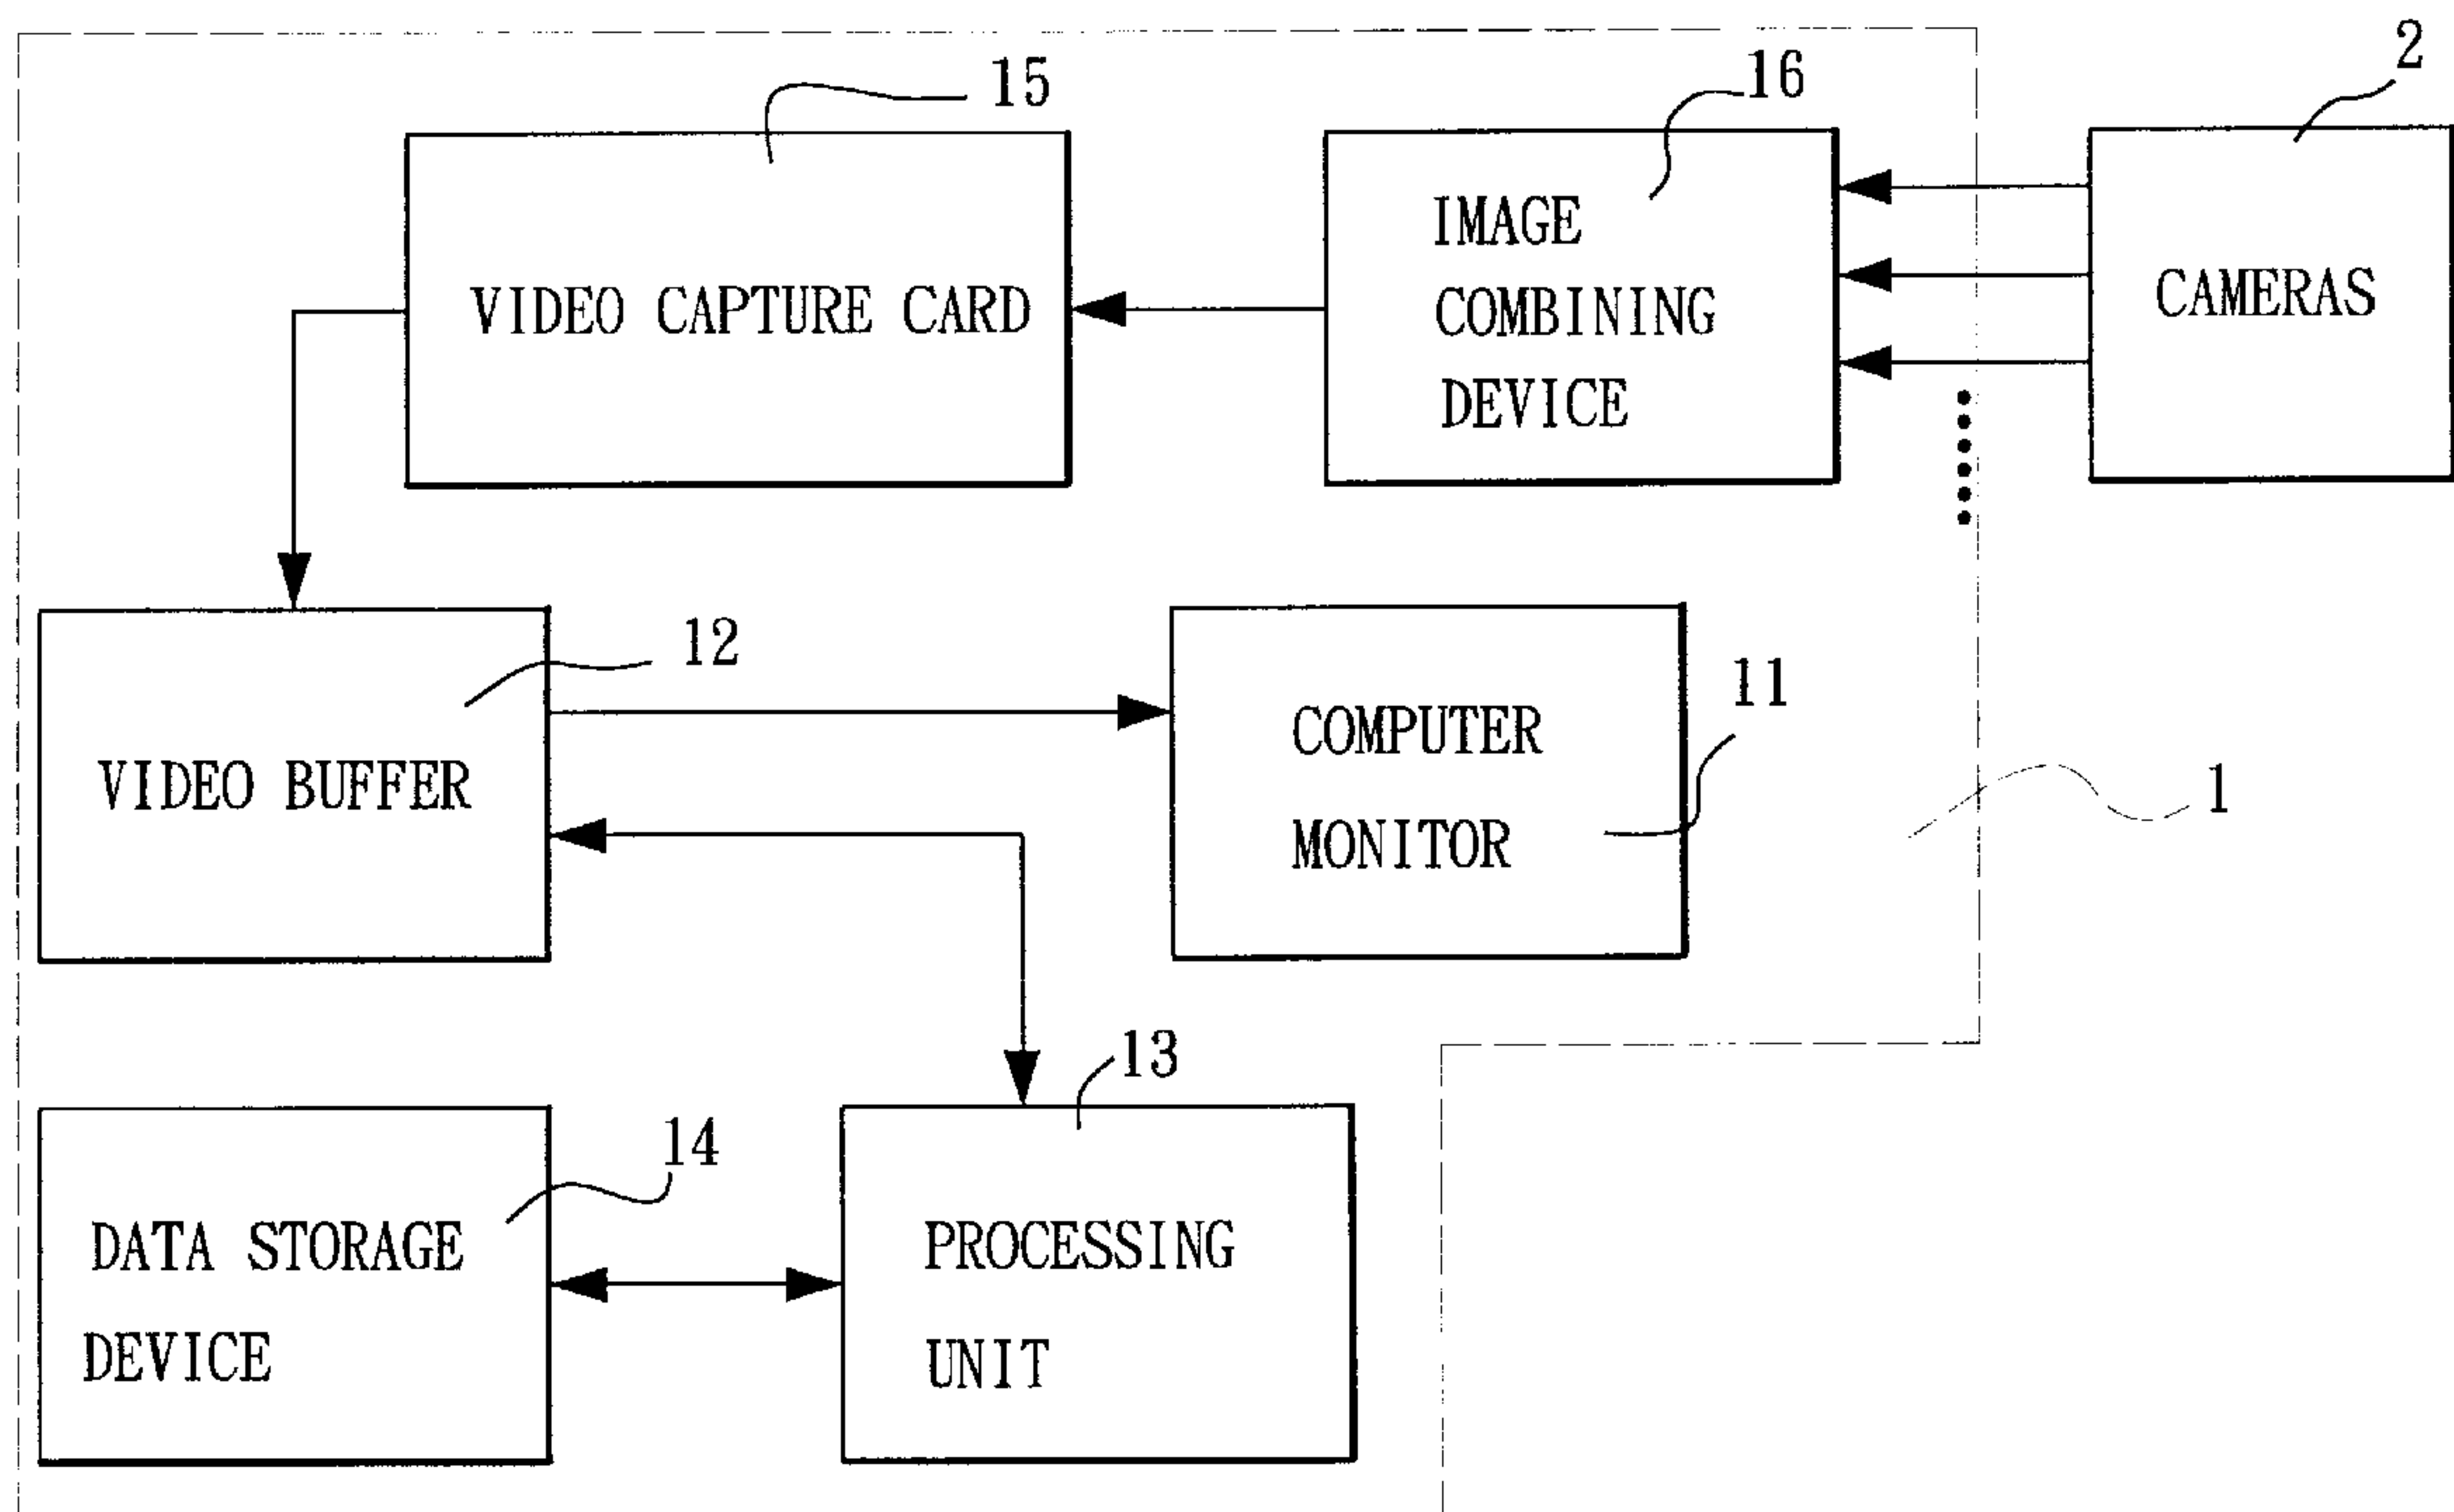 15
16
2
VIDEO CAPTURE CARD
IMAGE
COMBINING
DEVICE
CAMERAS
12
11
VIDEO BUFFER
COMPUTER
MONITOR
1
13
14
DATA STORAGE
DEVICE
PROCESSING
UNIT